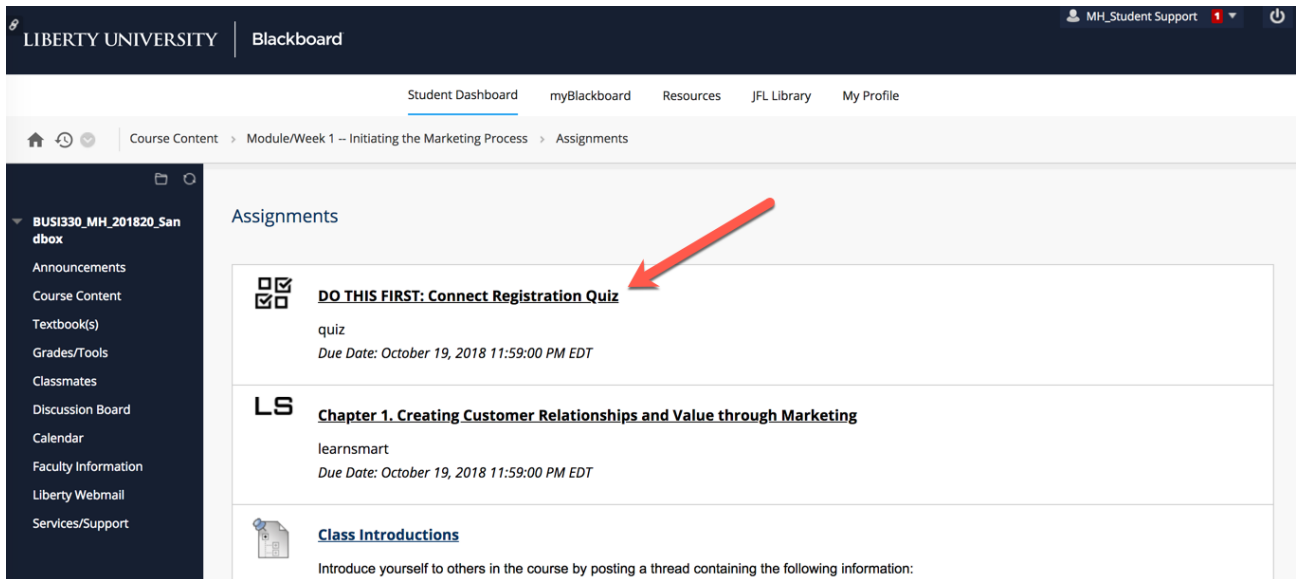 MH_Student Support 1
LIBERTY UNIVERSITY Blackboard
Student Dashboard myBlackboard Resources JFL Library My Profile
Course Content > Module/Week 1 -- Initiating the Marketing Process > Assignments
BUSI330_MH_201820_San
dbox
Announcements
Course Content
Textbook(s)
Grades/Tools
Classmates
Discussion Board
Calendar
Faculty Information
Liberty Webmail
Services/Support
Assignments
DO THIS FIRST: Connect Registration Quiz
quiz
Due Date: October 19, 2018 11:59:00 PM EDT
LS
Chapter 1. Creating Customer Relationships and Value through Marketing
learnsmart
Due Date: October 19, 2018 11:59:00 PM EDT
Class Introductions
Introduce yourself to others in the course by posting a thread containing the following information: